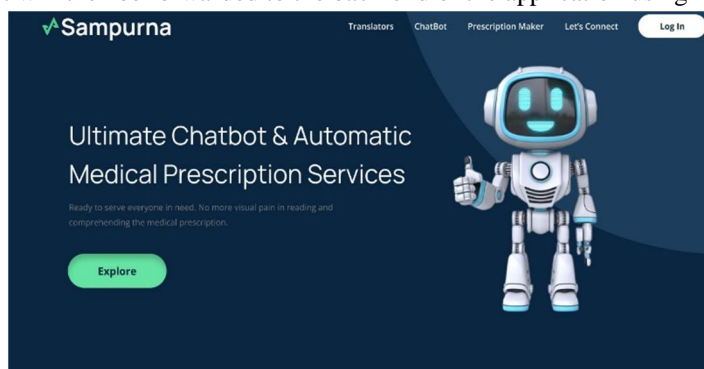 Sampurna
Translators ChatBot Prescription Maker Let's Connect Log In
Ultimate Chatbot & Automatic
Medical Prescription Services
Ready to serve everyone in need. No more visual pain in reading and
comprehending the medical prescription.
Explore